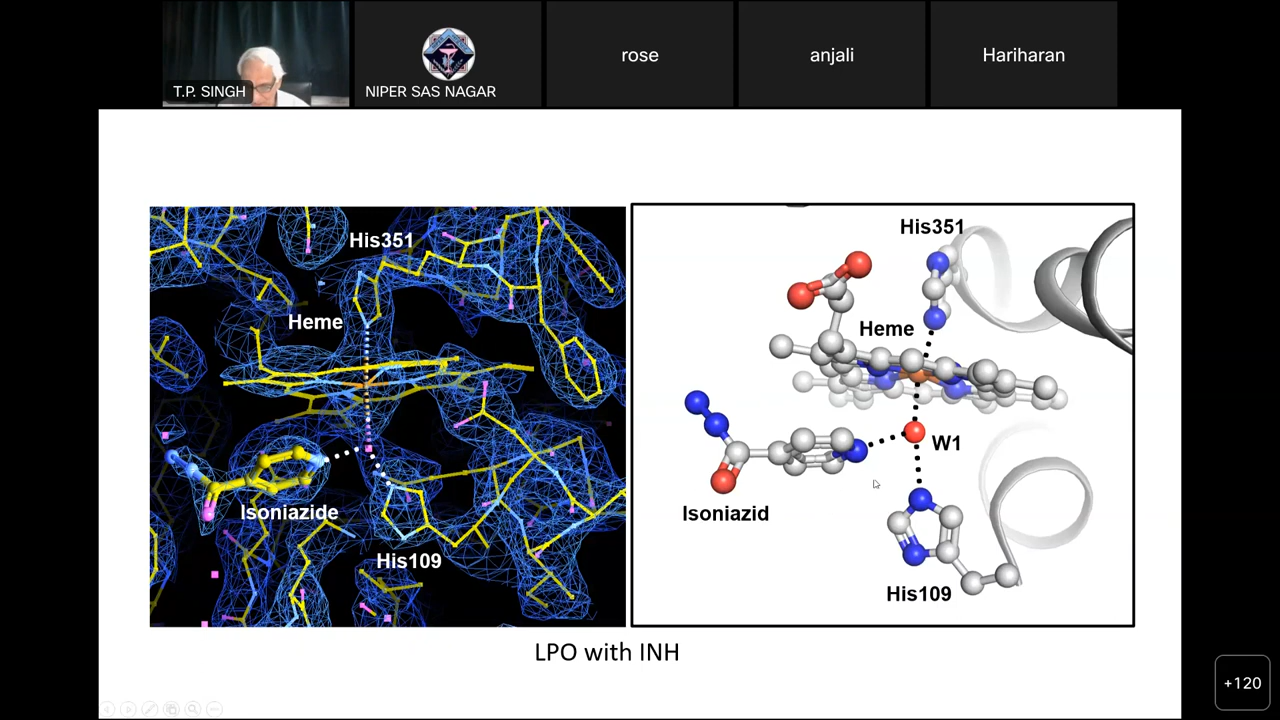 T.P. SINGH
NIPER SAS NAGAR
rose
anjali
Hariharan
His351
Heme
Isoniazide
His109
His351
Heme
W1
Isoniazid
His109
LPO with INH
+120